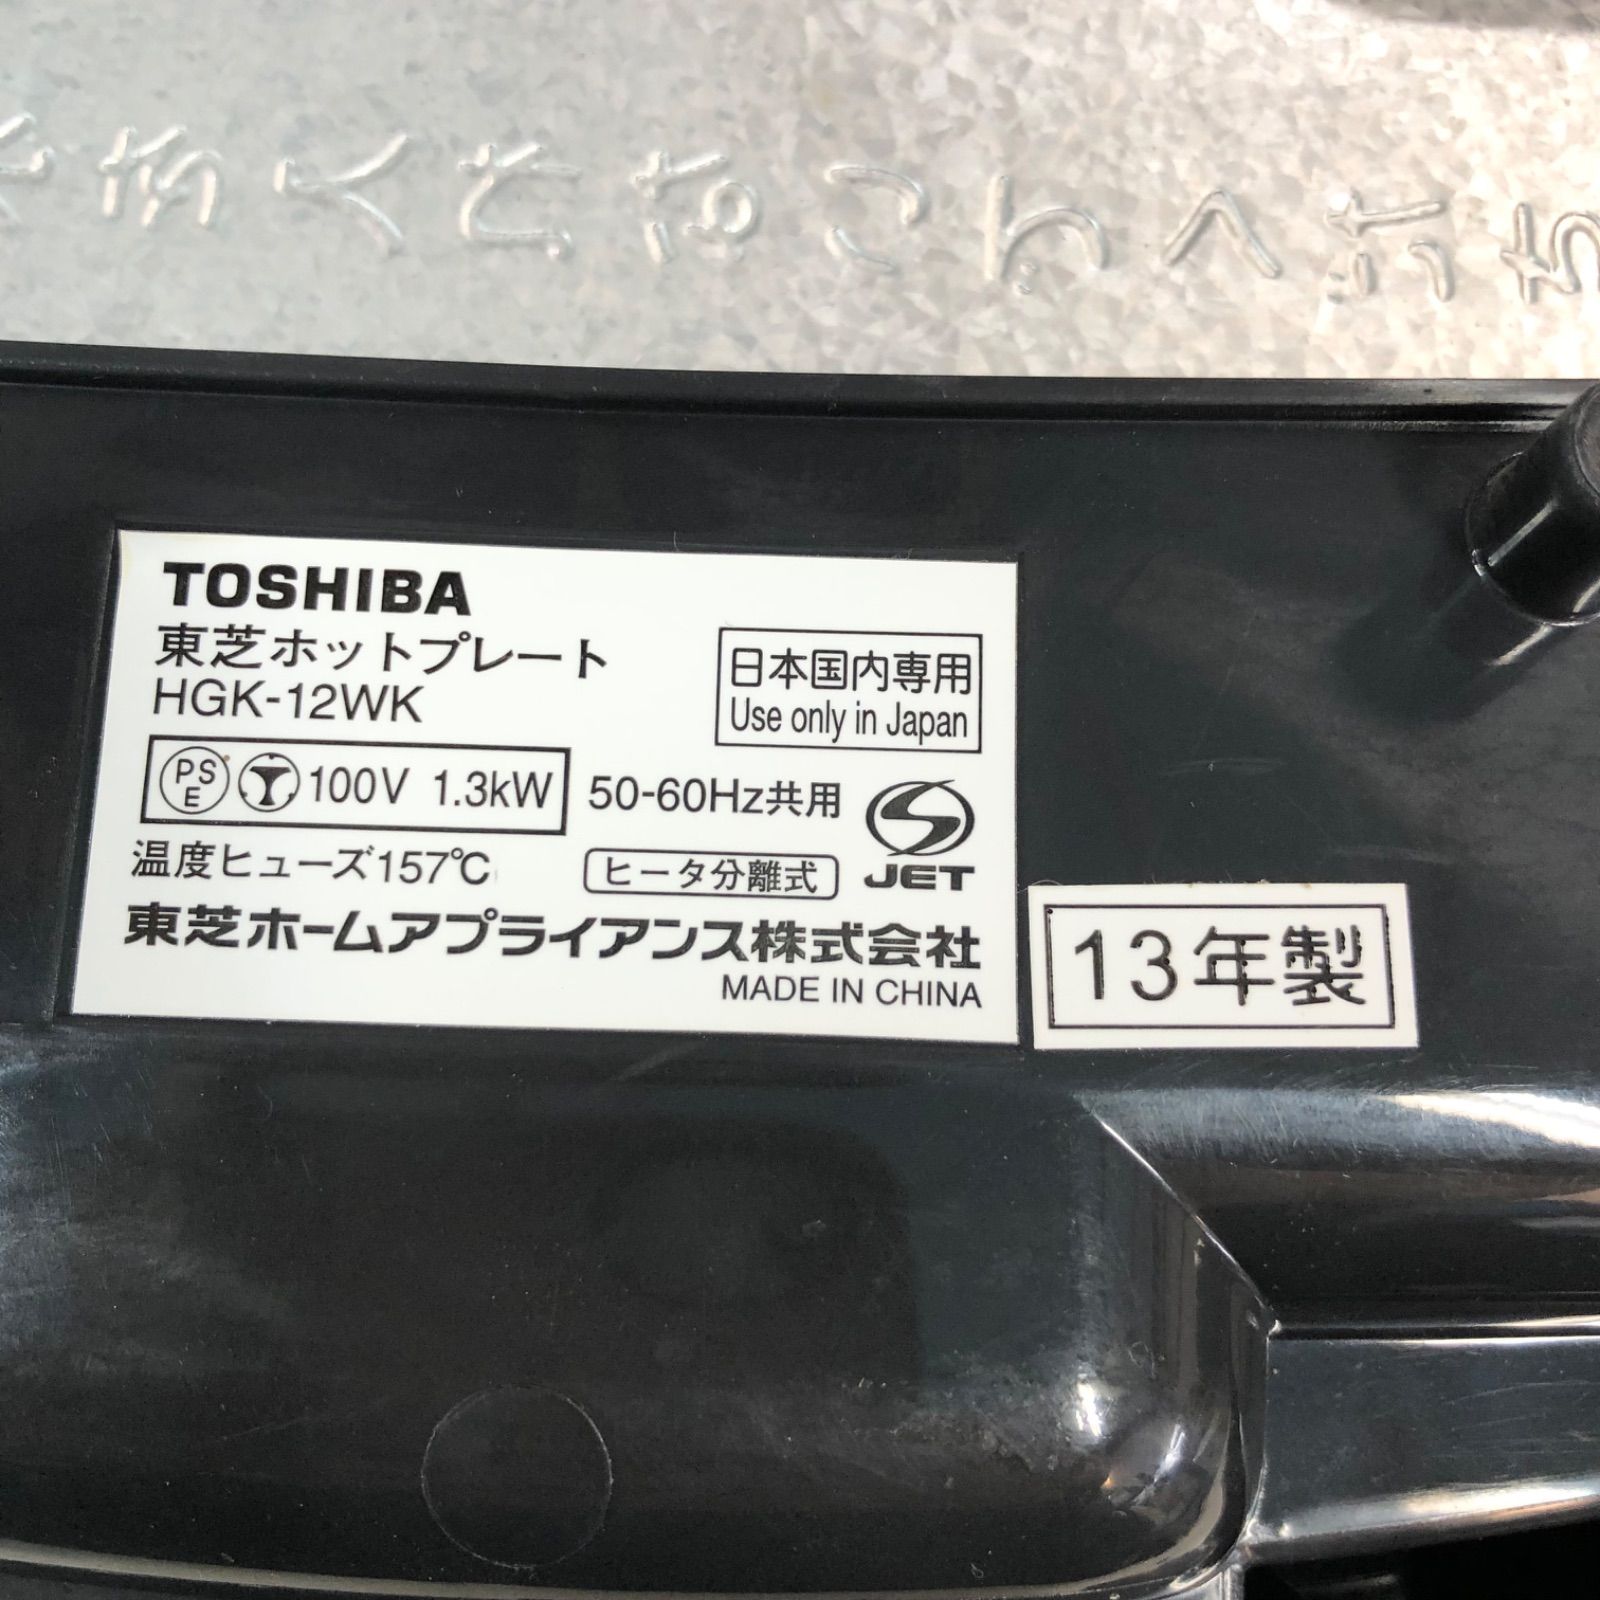 TOSHIBA
東芝ホットプレート
HGK-12WK
日本国内専用
Use only in Japan
PS
E
100V 1.3kW
50-60Hz共用
温度ヒューズ157℃
ヒータ分離式
JET
東芝ホームアプライアンス株式会社
MADE IN CHINA
13年製